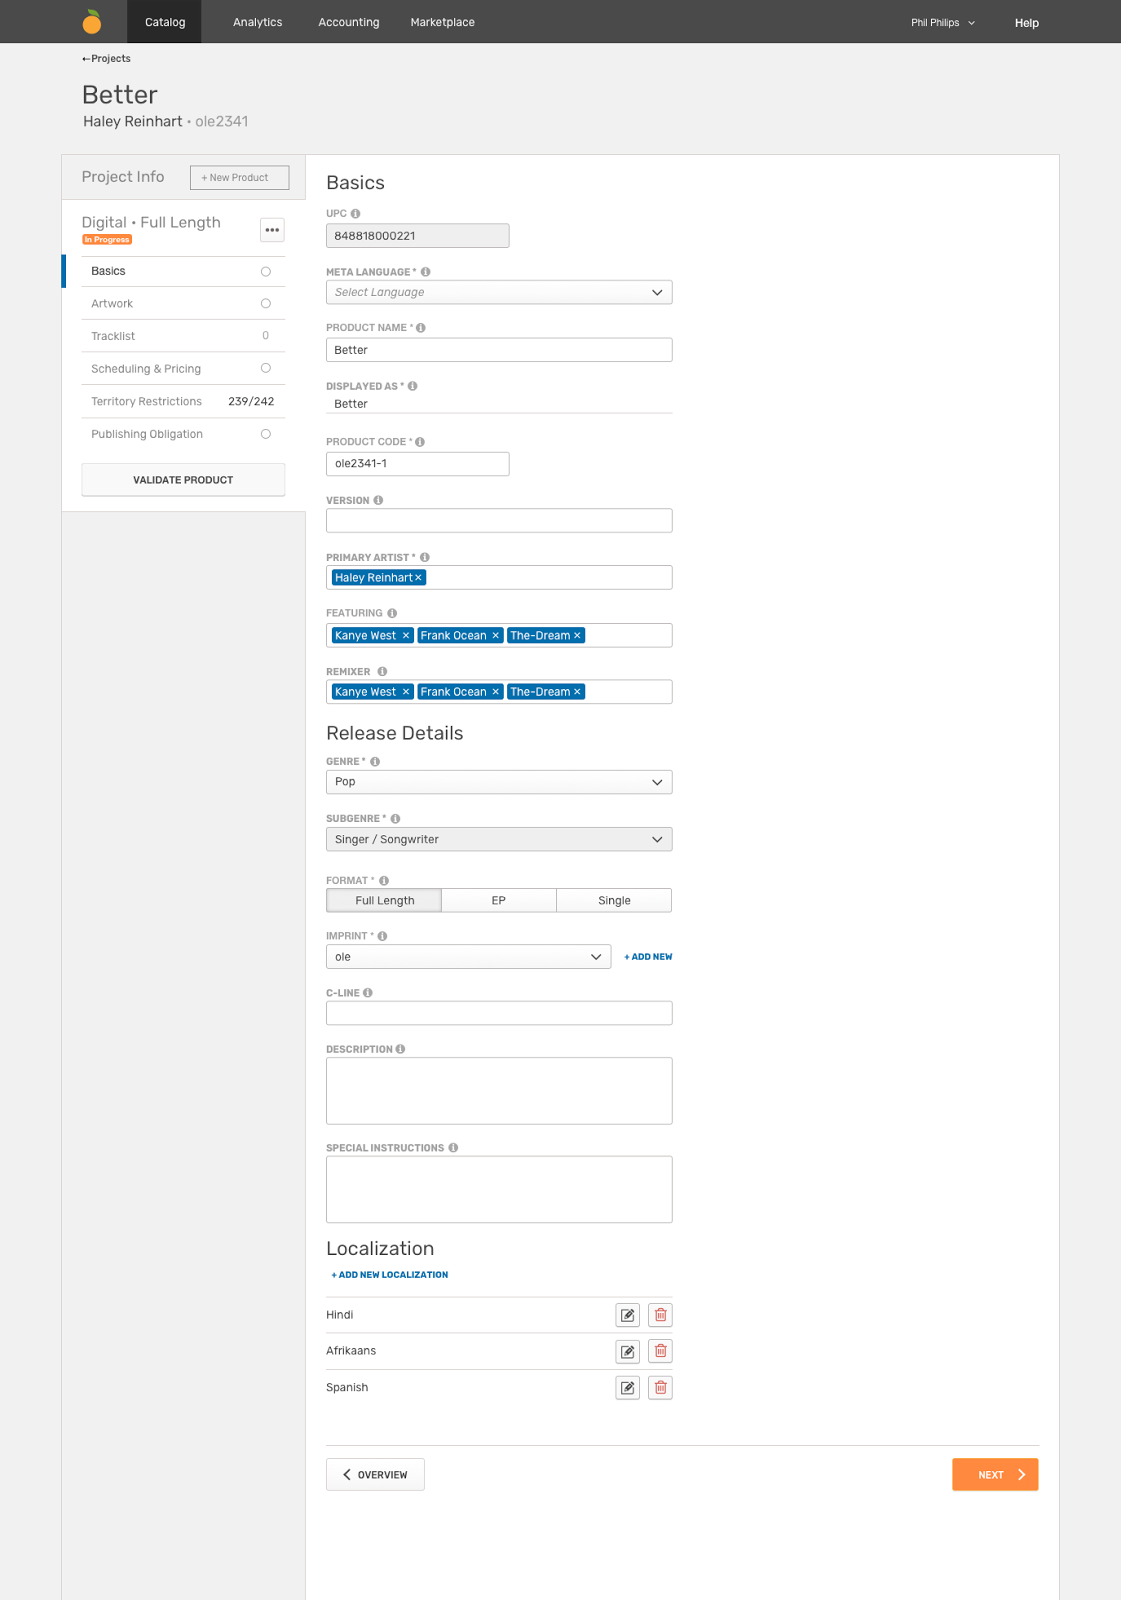 Catalog
Analytics
Accounting
Marketplace
Phil Philips
Help
←Projects
Better
Haley Reinhart • ole2341
Project Info
+ New Product
Digital • Full Length
In Progress
Basics
Artwork
Tracklist 0
Scheduling & Pricing
Territory Restrictions 239/242
Publishing Obligation
VALIDATE PRODUCT
Basics
UPC
848818000221
META LANGUAGE *
Select Language
PRODUCT NAME *
Better
DISPLAYED AS *
Better
PRODUCT CODE *
ole2341-1
VERSION
PRIMARY ARTIST *
Haley Reinhart ×
FEATURING
Kanye West × Frank Ocean × The-Dream ×
REMIXER
Kanye West × Frank Ocean × The-Dream ×
Release Details
GENRE *
Pop
SUBGENRE *
Singer / Songwriter
FORMAT *
Full Length EP Single
IMPRINT *
ole
+ ADD NEW
C-LINE
DESCRIPTION
SPECIAL INSTRUCTIONS
Localization
+ ADD NEW LOCALIZATION
Hindi
Afrikaans
Spanish
OVERVIEW
NEXT